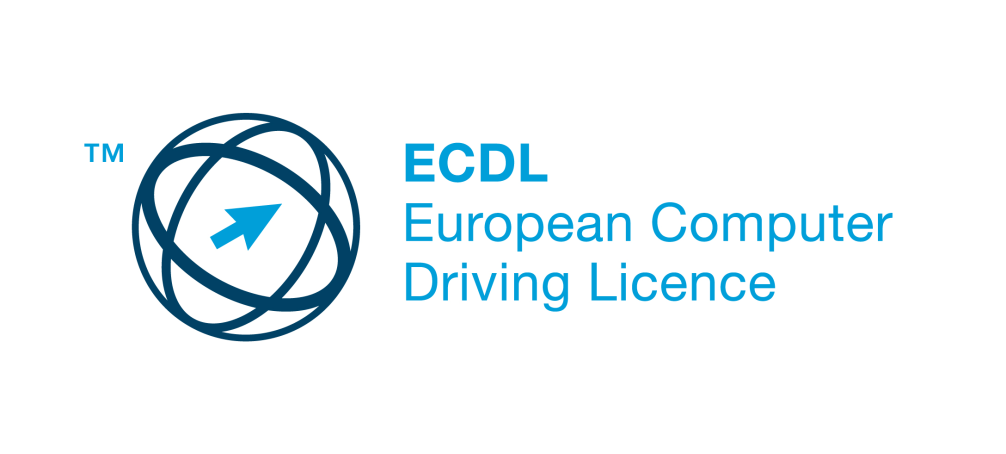 TM
ECDL
European Computer
Driving Licence